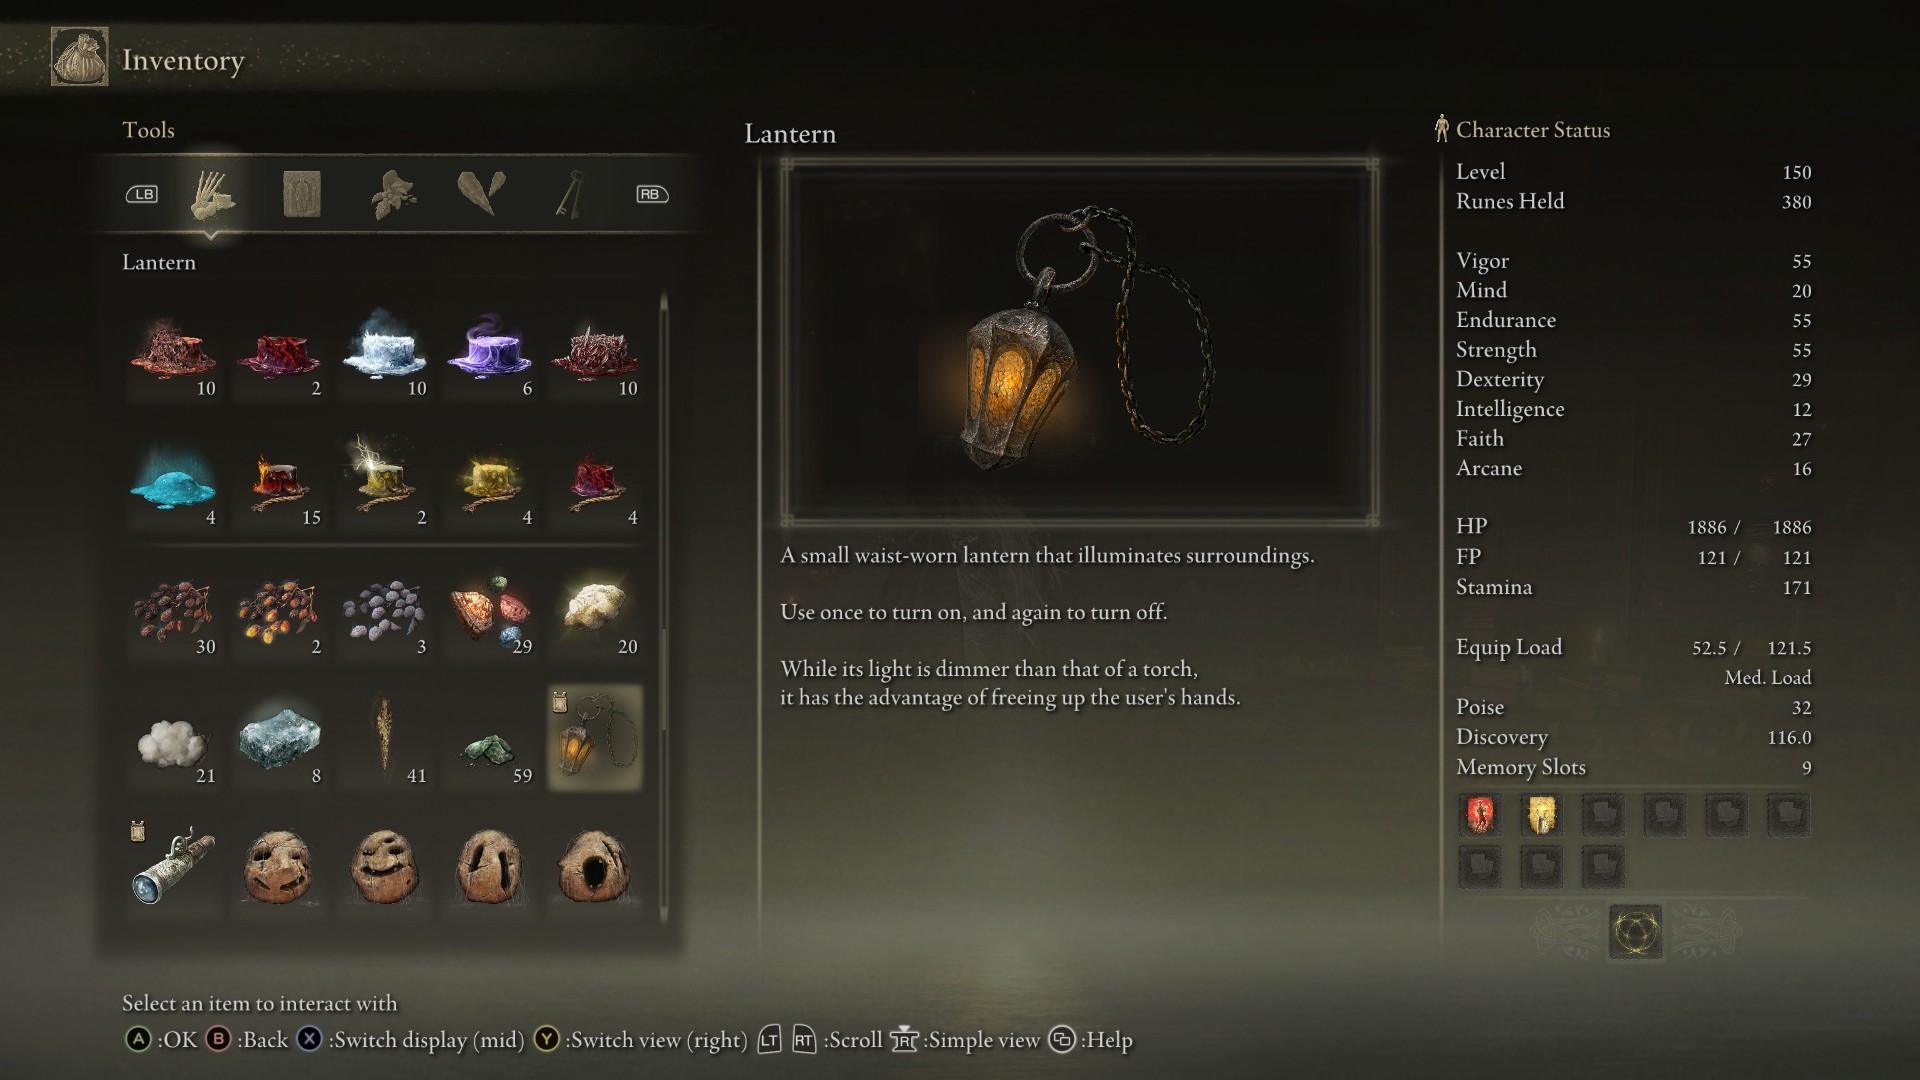 Inventory
Tools
LB
RB
Lantern
10
2
10
6
10
4
15
2
4
4
30
2
3
29
20
21
8
41
59
Lantern
A small waist-worn lantern that illuminates surroundings.
Use once to turn on, and again to turn off.
While its light is dimmer than that of a torch,
it has the advantage of freeing up the user's hands.
Character Status
Level 150
Runes Held 380
Vigor 55
Mind 20
Endurance 55
Strength 55
Dexterity 29
Intelligence 12
Faith 27
Arcane 16
HP 1886 / 1886
FP 121 / 121
Stamina 171
Equip Load 52.5 / 121.5
Med. Load
Poise 32
Discovery 116.0
Memory Slots 9
Select an item to interact with
A :OK B :Back X :Switch display (mid) Y :Switch view (right) LT RT :Scroll R :Simple view :Help